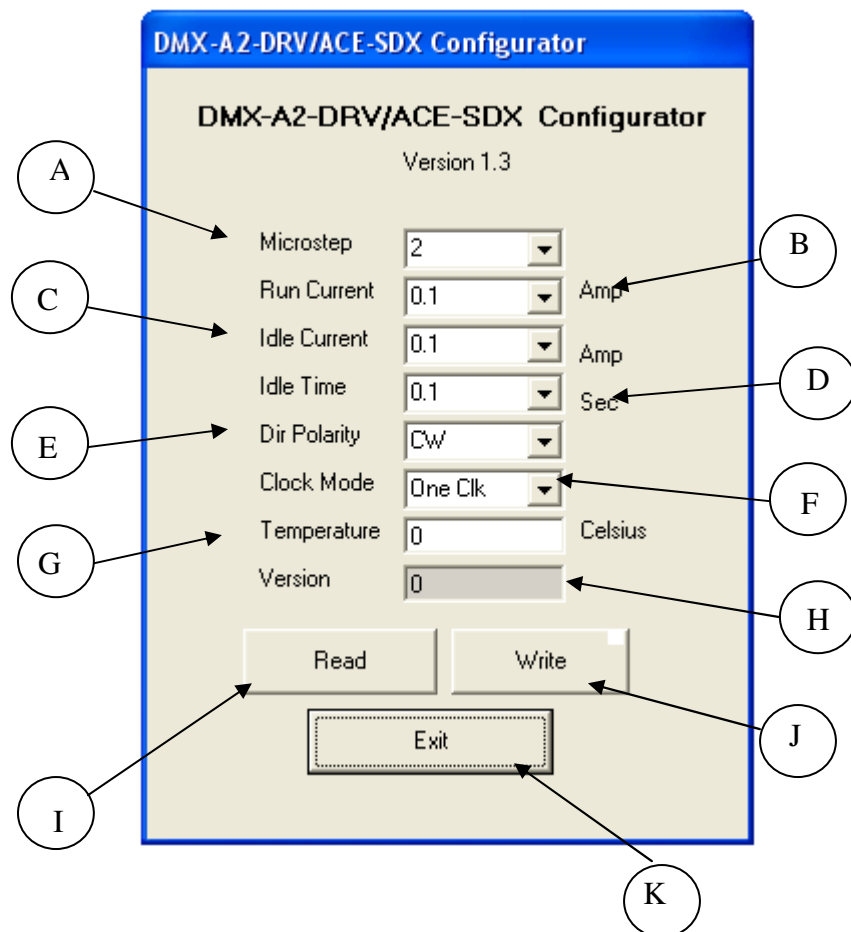 DMX-A2-DRV/ACE-SDX Configurator
DMX-A2-DRV/ACE-SDX Configurator
Version 1.3
A
Microstep 2
B
Run Current 0.1 Amp
C
Idle Current 0.1 Amp
D
Idle Time 0.1 Sec
E
Dir Polarity CW
Clock Mode One Clk
F
G
Temperature 0 Celsius
Version 0
H
Read Write
J
Exit
I
K